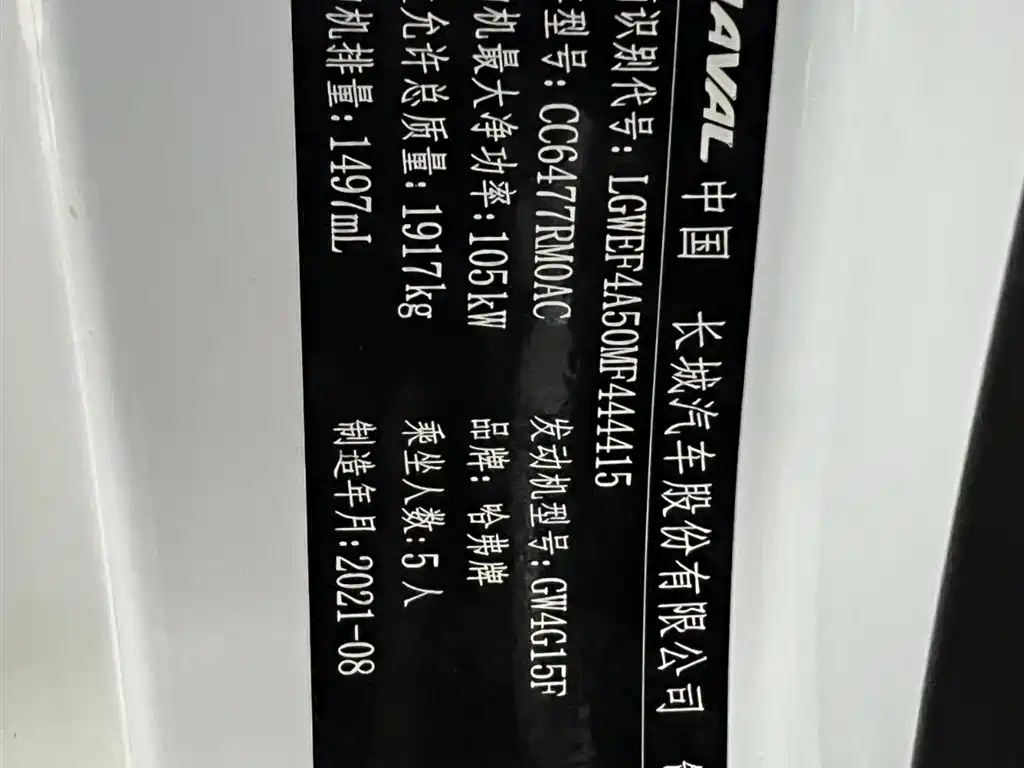 HAVAL 中国 长城汽车股份有限公司
识别代号: LGWEF4A50MF444415
型号: CC6477RM0AC 发动机型号: GW4G15F
机最大净功率: 105kW 品牌: 哈弗牌
允许总质量: 1917kg 乘坐人数: 5 人
机排量: 1497mL 制造年月: 2021-08